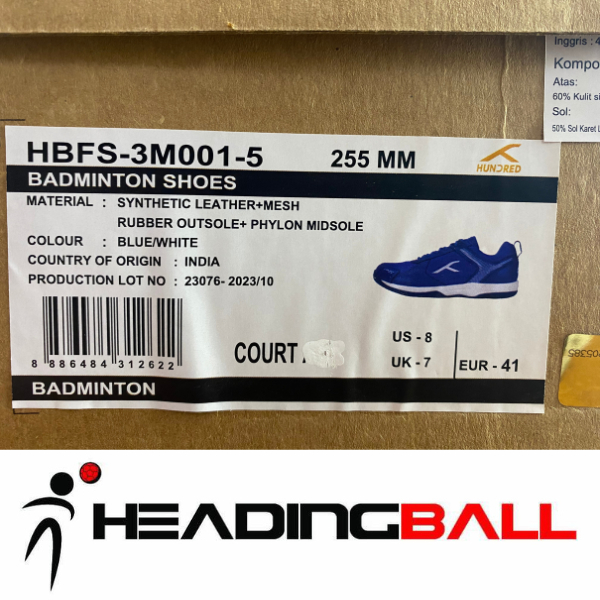 Inggris : 4
Kompo
Atas:
60% Kulit si
Sol:
50% Sol Karet
HBFS-3M001-5 255 MM
HUNDRED
BADMINTON SHOES
MATERIAL : SYNTHETIC LEATHER+MESH
RUBBER OUTSOLE+ PHYLON MIDSOLE
COLOUR : BLUE/WHITE
COUNTRY OF ORIGIN : INDIA
PRODUCTION LOT NO : 23076- 2023/10
8 886484 312622
COURT
US - 8
UK - 7
EUR - 41
BADMINTON
05385
HEADINGBALL